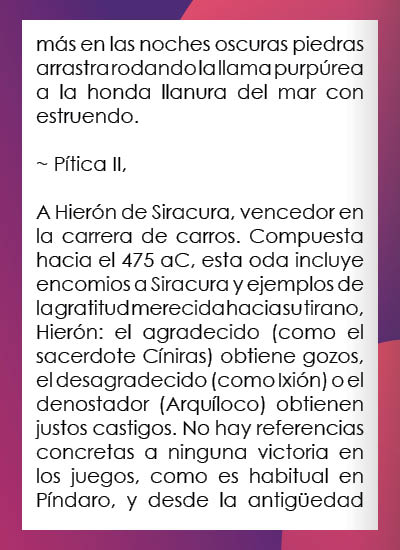 más en las noches oscuras piedras
arrastra rodando la llama purpúrea
a la honda llanura del mar con
estruendo.
~ Pítica II,
A Hierón de Siracura, vencedor en
la carrera de carros. Compuesta
hacia el 475 aC, esta oda incluye
encomios a Siracura y ejemplos de
la gratitud merecida hacia su tirano,
Hierón: el agradecido (como el
sacerdote Cíniras) obtiene gozos,
el desagradecido (como Ixión) o el
denostador (Arquíloco) obtienen
justos castigos. No hay referencias
concretas a ninguna victoria en
los juegos, como es habitual en
Píndaro, y desde la antigüedad